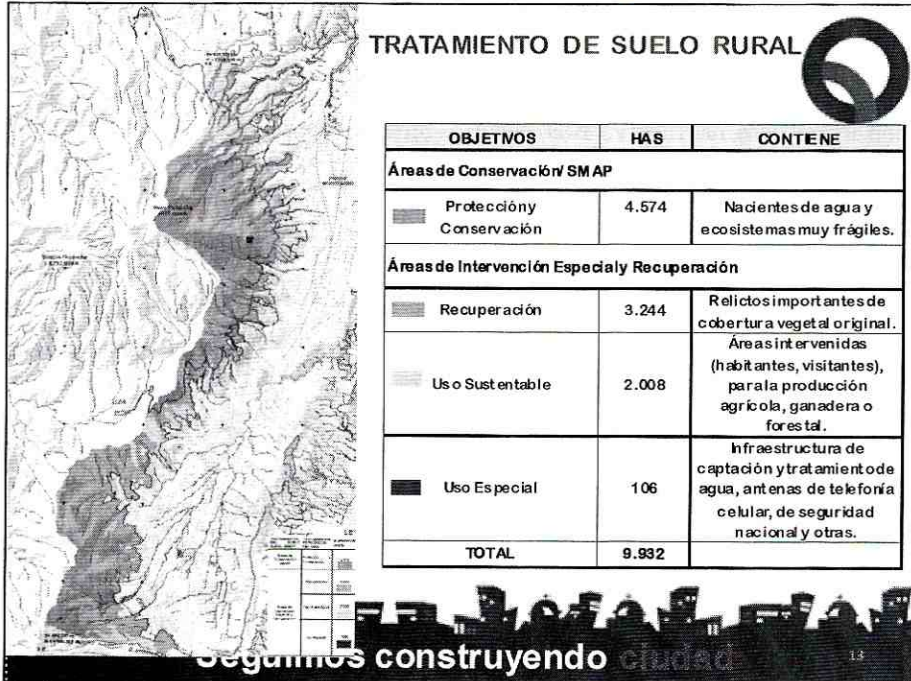 TRATAMIENTO DE SUELO RURAL
OBJETIVOS HAS CONTIENE
Áreas de Conservación/ SMAP
Protección y
Conservación
4.574
Nacientes de agua y
ecosistemas muy frágiles.
Áreas de Intervención Especial y Recuperación
Recuperación
3.244
Relictos importantes de
cobertura vegetal original.
Uso Sustentable
2.008
Áreas intervenidas
(habitantes, visitantes),
para la producción
agrícola, ganadera o
forestal.
Uso Especial
106
Infraestructura de
captación y tratamiento de
agua, antenas de telefonía
celular, de seguridad
nacional y otras.
TOTAL 9.932
Seguimos construyendo ciudad
13